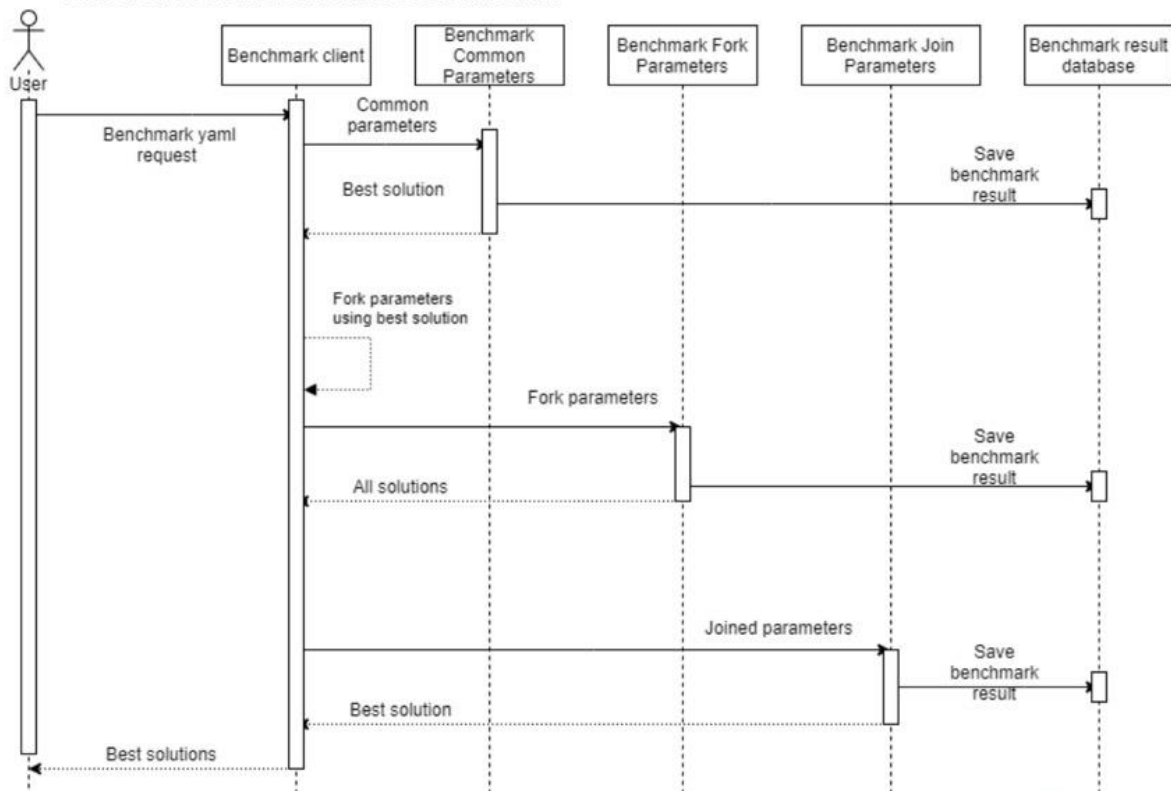 User
Benchmark client
Benchmark
Common
Parameters
Benchmark Fork
Parameters
Benchmark Join
Parameters
Benchmark result
database
Benchmark yaml
request
Common
parameters
Save
benchmark
result
Best solution
Fork parameters
using best solution
Fork parameters
Save
benchmark
result
All solutions
Joined parameters
Save
benchmark
result
Best solution
Best solutions